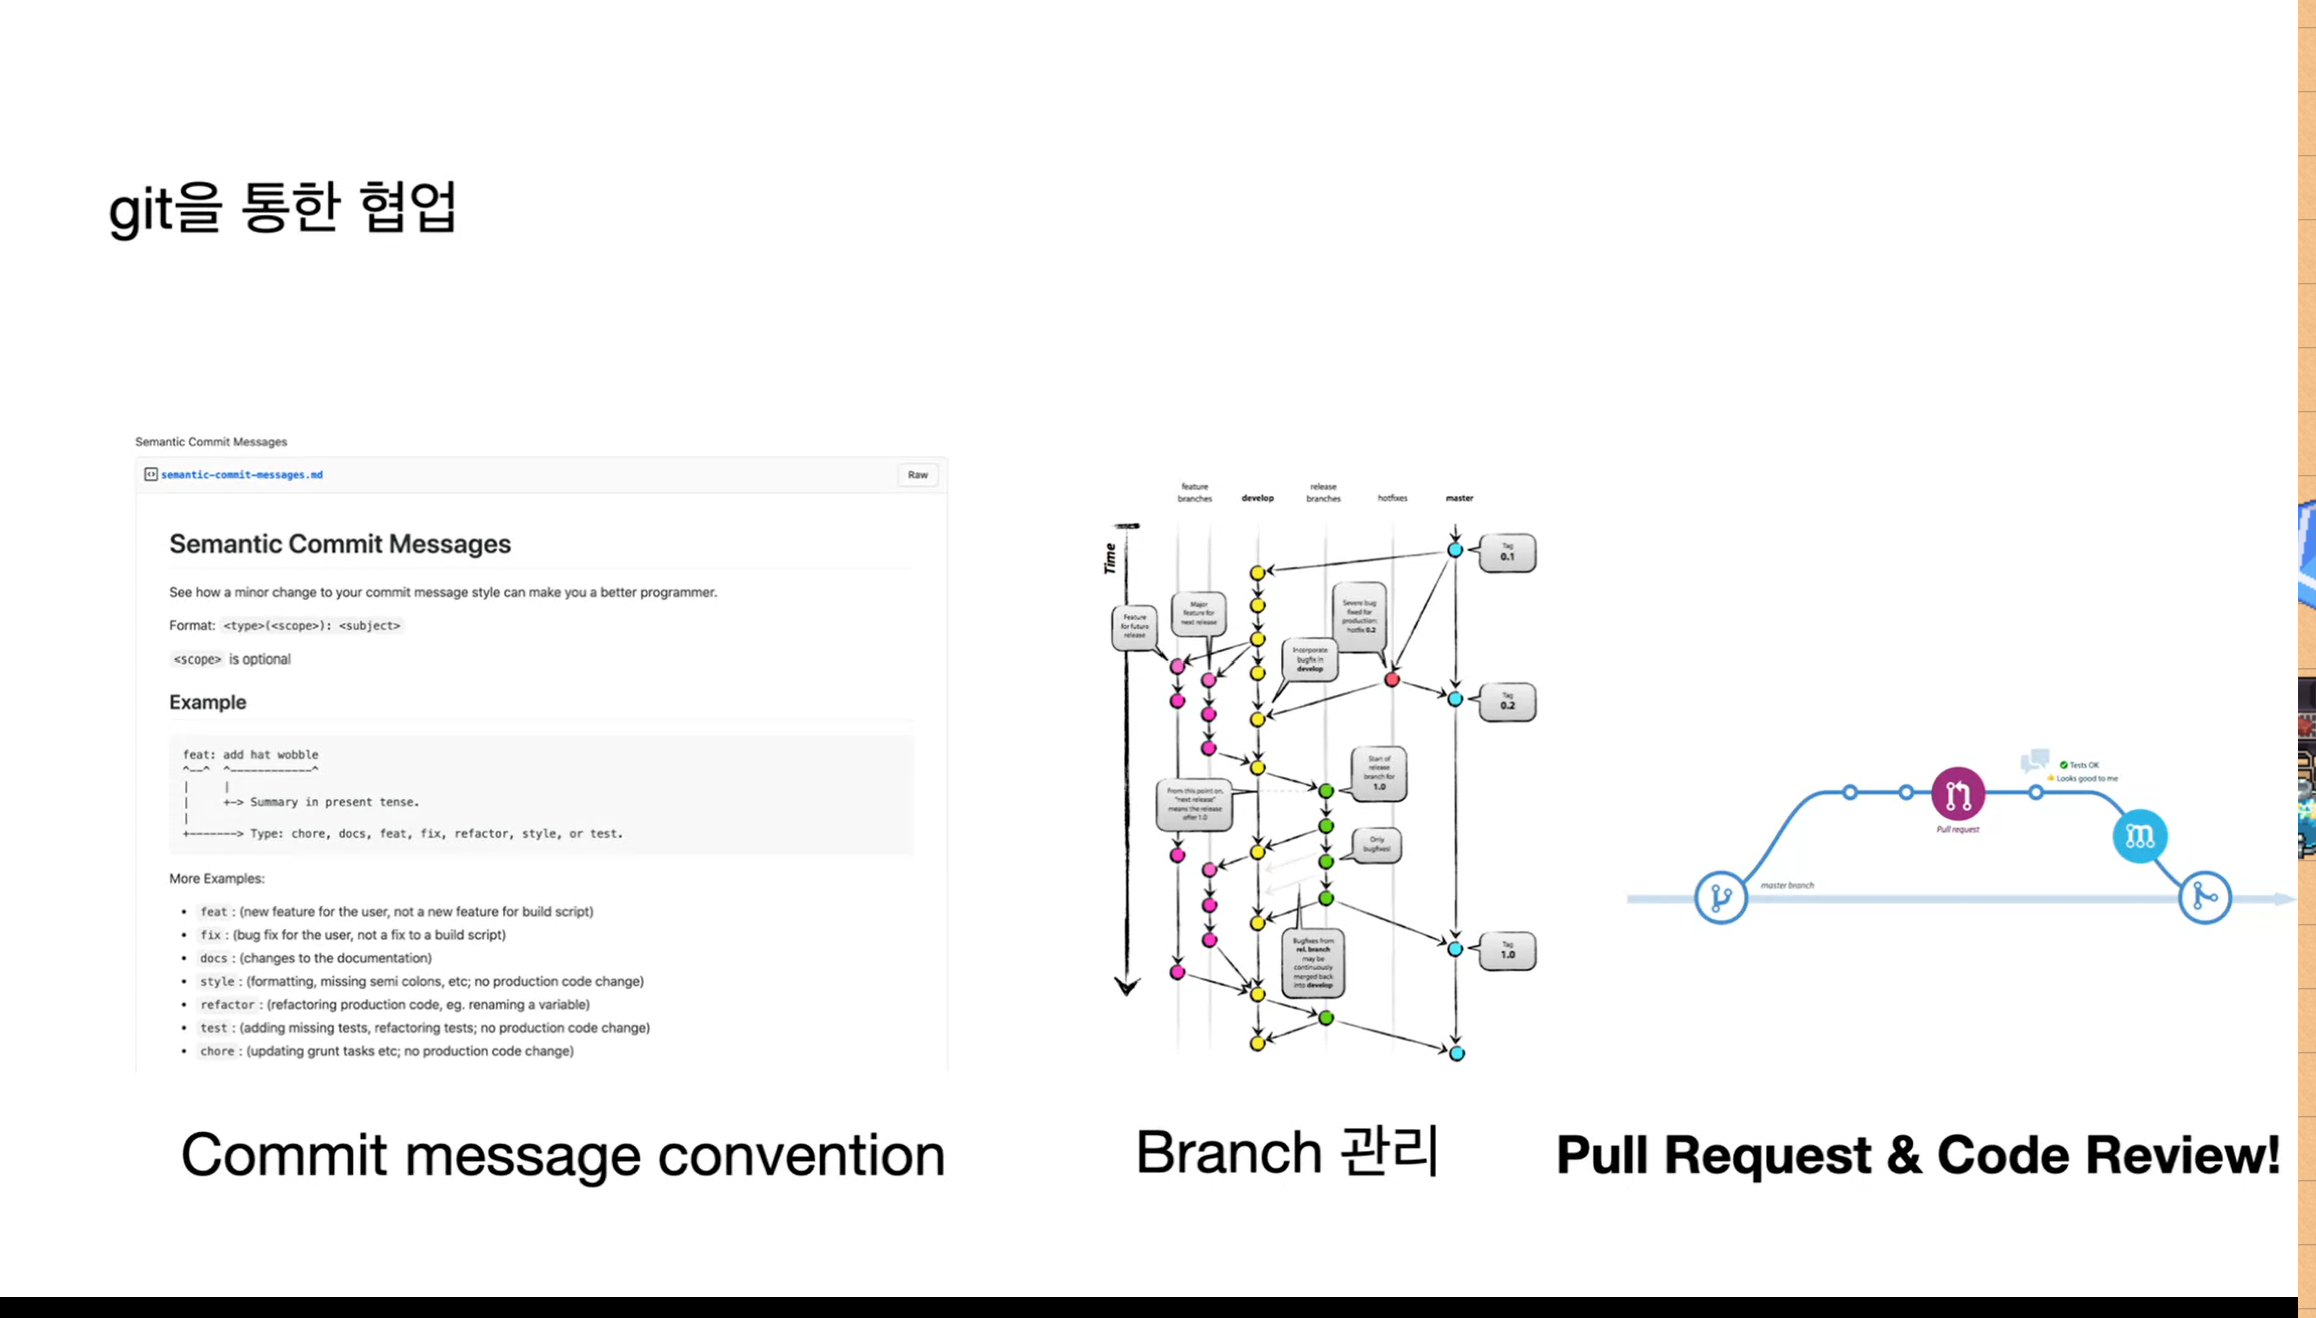 git을 통한 협업
Semantic Commit Messages
semantic-commit-messages.md
Raw
Semantic Commit Messages
See how a minor change to your commit message style can make you a better programmer.
Format: <type>(<scope>): <subject>
<scope> is optional
Example
feat: add hat wobble
^--^  ^------------^
|     |
|     +-> Summary in present tense.
|
+-------> Type: chore, docs, feat, fix, refactor, style, or test.
More Examples:
• feat : (new feature for the user, not a new feature for build script)
• fix : (bug fix for the user, not a fix to a build script)
• docs : (changes to the documentation)
• style : (formatting, missing semi colons, etc; no production code change)
• refactor : (refactoring production code, eg. renaming a variable)
• test : (adding missing tests, refactoring tests; no production code change)
• chore : (updating grunt tasks etc; no production code change)
Commit message convention
feature
branches
develop
release
branches
hotfixes
master
Time
Tag
0.1
Feature
for future
release
Major
feature for
next release
Severe bug
fixed for
production:
hotfix 0.2
Incorporate
bugfix in
develop
Tag
0.2
Start of
release
branch for
1.0
From this point on,
"next release"
means the release
after 1.0
Only
bugfixes!
Bugfixes from
rel. branch
may be
continuously
merged back
into develop
Tag
1.0
Branch 관리
Tests OK
Looks good to me
Pull request
master branch
Pull Request & Code Review!